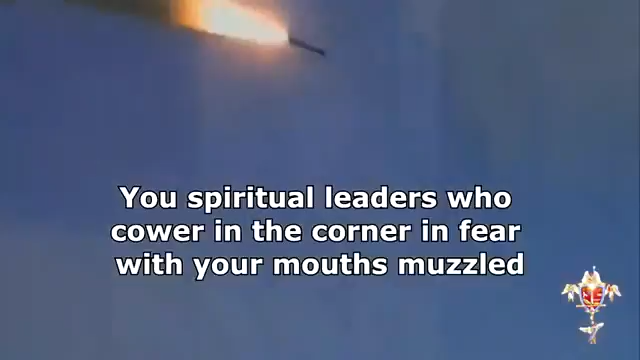 You spiritual leaders who
cower in the corner in fear
with your mouths muzzled